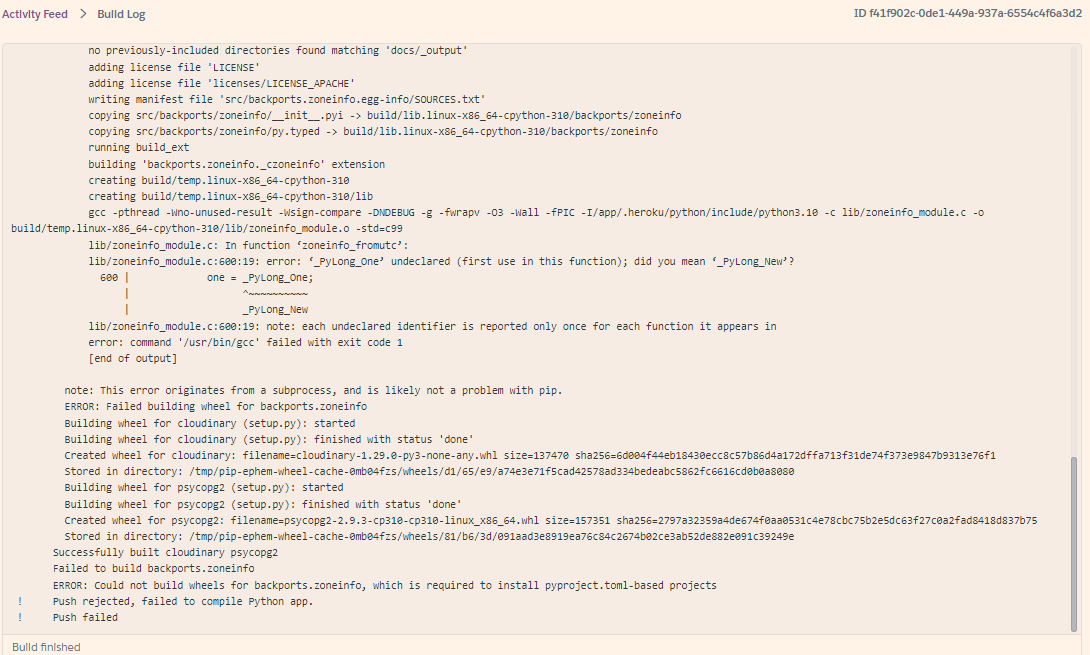 Activity Feed > Build Log
ID f41f902c-0de1-449a-937a-6554c4f6a3d2
no previously-included directories found matching 'docs/_output'
adding license file 'LICENSE'
adding license file 'licenses/LICENSE_APACHE'
writing manifest file 'src/backports.zoneinfo.egg-info/SOURCES.txt'
copying src/backports/zoneinfo/__init__.pyi -> build/lib.linux-x86_64-cpython-310/backports/zoneinfo
copying src/backports/zoneinfo/py.typed -> build/lib.linux-x86_64-cpython-310/backports/zoneinfo
running build_ext
building 'backports.zoneinfo._czoneinfo' extension
creating build/temp.linux-x86_64-cpython-310
creating build/temp.linux-x86_64-cpython-310/lib
gcc -pthread -Wno-unused-result -Wsign-compare -DNDEBUG -g -fwrapv -O3 -Wall -fPIC -I/app/.heroku/python/include/python3.10 -c lib/zoneinfo_module.c -o
build/temp.linux-x86_64-cpython-310/lib/zoneinfo_module.o -std=c99
lib/zoneinfo_module.c: In function ‘zoneinfo_fromutc’:
lib/zoneinfo_module.c:600:19: error: ‘_PyLong_One’ undeclared (first use in this function); did you mean ‘_PyLong_New’?
600 | one = _PyLong_One;
| ^~~~~~~~~~~
| _PyLong_New
lib/zoneinfo_module.c:600:19: note: each undeclared identifier is reported only once for each function it appears in
error: command '/usr/bin/gcc' failed with exit code 1
[end of output]
note: This error originates from a subprocess, and is likely not a problem with pip.
ERROR: Failed building wheel for backports.zoneinfo
Building wheel for cloudinary (setup.py): started
Building wheel for cloudinary (setup.py): finished with status 'done'
Created wheel for cloudinary: filename=cloudinary-1.29.0-py3-none-any.whl size=137470 sha256=6d004f44eb18430ecc8c57b86d4a172dffa713f31de74f373e9847b9313e76f1
Stored in directory: /tmp/pip-ephem-wheel-cache-0mb04fzs/wheels/d1/65/e9/a74e3e71f5cad42578ad334bedeabc5862fc6616cd0b0a8080
Building wheel for psycopg2 (setup.py): started
Building wheel for psycopg2 (setup.py): finished with status 'done'
Created wheel for psycopg2: filename=psycopg2-2.9.3-cp310-cp310-linux_x86_64.whl size=157351 sha256=2797a32359a4de674f0aa0531c4e78cbc75b2e5dc63f27c0a2fad8418d837b75
Stored in directory: /tmp/pip-ephem-wheel-cache-0mb04fzs/wheels/81/b6/3d/091aad3e8919ea76c84c2674b02ce3ab52de882e091c39249e
Successfully built cloudinary psycopg2
Failed to build backports.zoneinfo
ERROR: Could not build wheels for backports.zoneinfo, which is required to install pyproject.toml-based projects
! Push rejected, failed to compile Python app.
! Push failed
Build finished